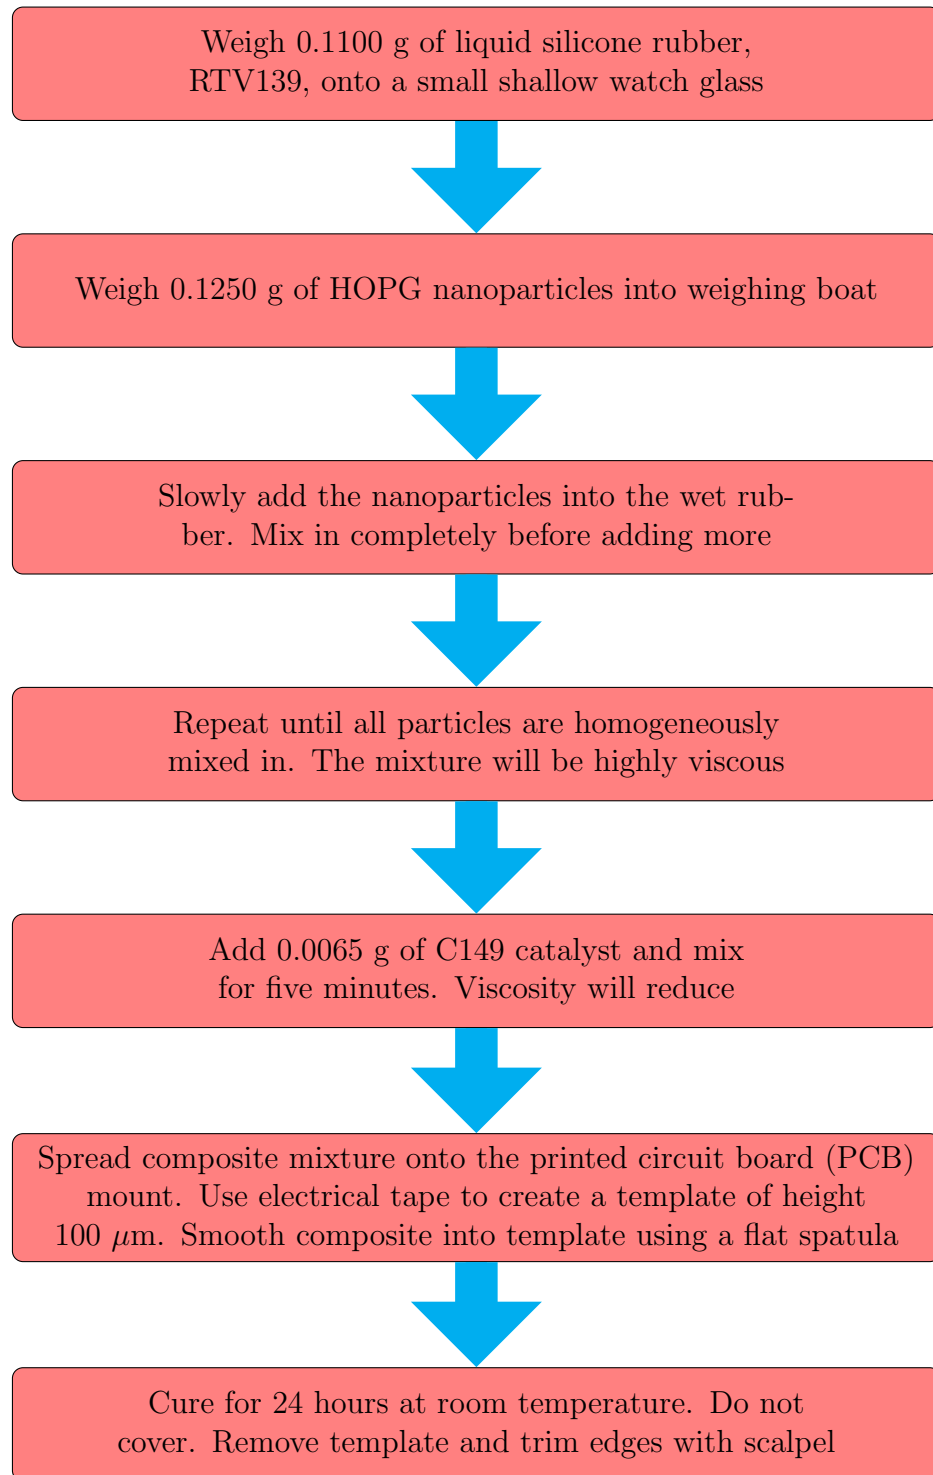 Weigh 0.1100 g of liquid silicone rubber,
RTV139, onto a small shallow watch glass
Weigh 0.1250 g of HOPG nanoparticles into weighing boat
Slowly add the nanoparticles into the wet rub-
ber. Mix in completely before adding more
Repeat until all particles are homogeneously
mixed in. The mixture will be highly viscous
Add 0.0065 g of C149 catalyst and mix
for five minutes. Viscosity will reduce
Spread composite mixture onto the printed circuit board (PCB)
mount. Use electrical tape to create a template of height
100 μm. Smooth composite into template using a flat spatula
Cure for 24 hours at room temperature. Do not
cover. Remove template and trim edges with scalpel